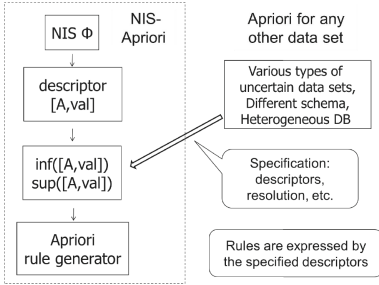 NIS Φ
NIS-
Apriori
descriptor
[A,val]
inf([A,val])
sup([A,val])
Apriori
rule generator
Apriori for any
other data set
Various types of
uncertain data sets,
Different schema,
Heterogeneous DB
Specification:
descriptors,
resolution, etc.
Rules are expressed by
the specified descriptors